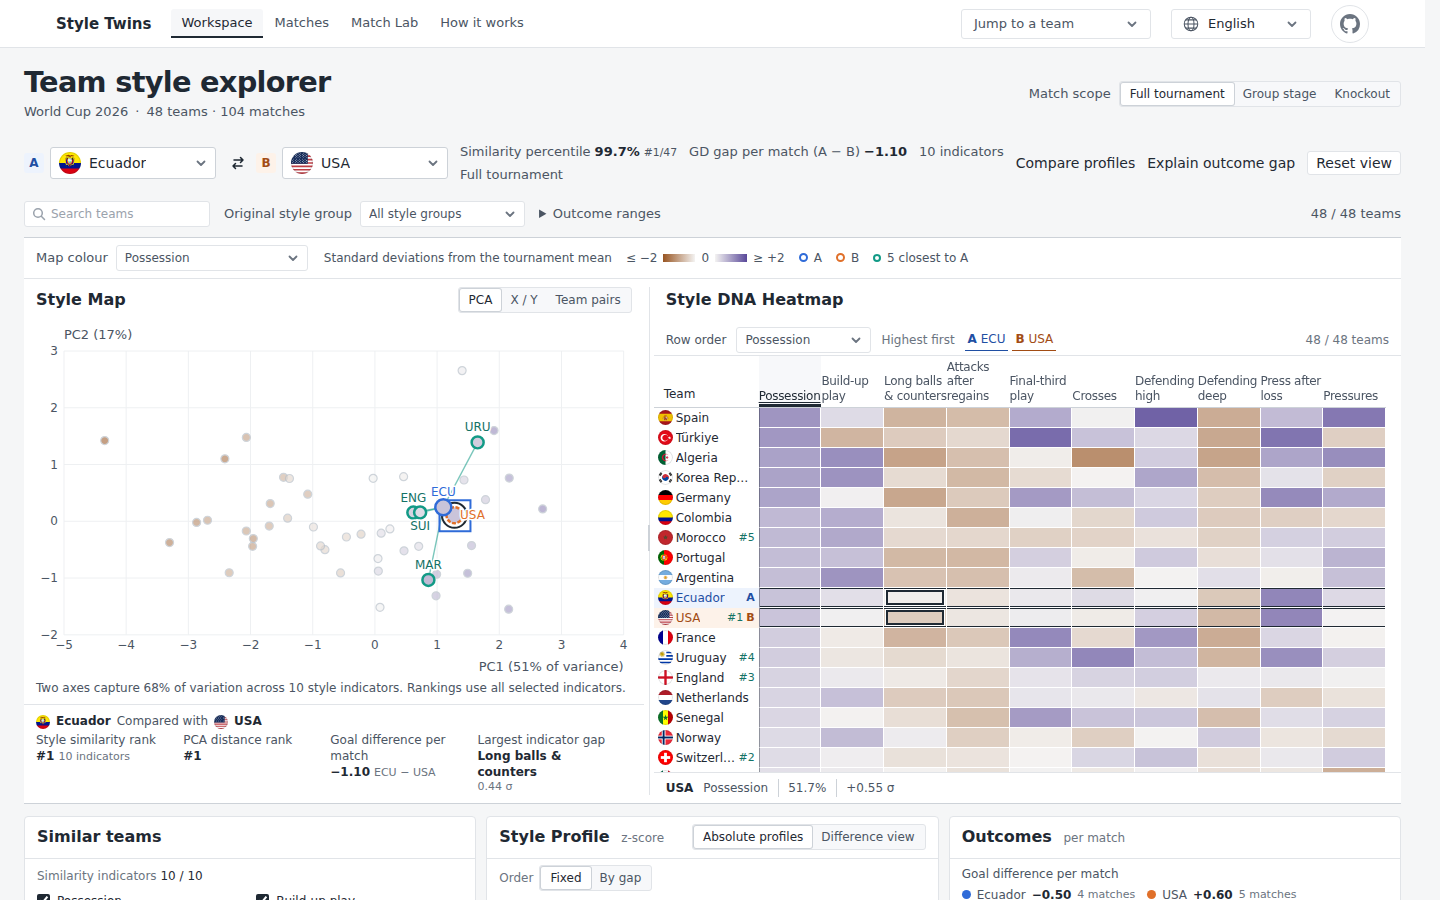 Style Twins
Workspace
Matches
Match Lab
How it works
Jump to a team
English
Team style explorer
World Cup 2026 · 48 teams · 104 matches
Match scope
Full tournament
Group stage
Knockout
A
Ecuador
B
USA
Similarity percentile 99.7% #1/47 GD gap per match (A − B) −1.10 10 indicators
Full tournament
Compare profiles
Explain outcome gap
Reset view
Search teams
Original style group
All style groups
Outcome ranges
48 / 48 teams
Map colour
Possession
Standard deviations from the tournament mean
≤ −2
0
≥ +2
A
B
5 closest to A
Style Map
PCA
X / Y
Team pairs
PC2 (17%)
3
2
1
0
−1
−2
−5
−4
−3
−2
−1
0
1
2
3
4
URU
ECU
ENG
USA
SUI
MAR
PC1 (51% of variance)
Two axes capture 68% of variation across 10 style indicators. Rankings use all selected indicators.
Ecuador Compared with USA
Style similarity rank
#1 10 indicators
PCA distance rank
#1
Goal difference per
match
−1.10 ECU − USA
Largest indicator gap
Long balls &
counters
0.44 σ
Style DNA Heatmap
Row order
Possession
Highest first
A ECU
B USA
48 / 48 teams
Team
Possession
Build-up
play
Long balls
& counters
Attacks
after
regains
Final-third
play
Crosses
Defending
high
Defending
deep
Press after
loss
Pressures
Spain
Türkiye
Algeria
Korea Rep...
Germany
Colombia
Morocco #5
Portugal
Argentina
Ecuador A
USA #1 B
France
Uruguay #4
England #3
Netherlands
Senegal
Norway
Switzerl... #2
USA Possession 51.7% +0.55 σ
Similar teams
Similarity indicators 10 / 10
Possession
Build-up play
Style Profile z-score
Absolute profiles
Difference view
Order
Fixed
By gap
Outcomes per match
Goal difference per match
Ecuador −0.50 4 matches
USA +0.60 5 matches